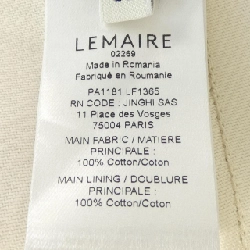 LEMAIRE
02269
Made in Romania
Fabriqué en Roumanie
PA1181 LF1365
RN CODE : JINGHI SAS
11 Place des Vosges
75004 PARIS
MAIN FABRIC / MATIERE
PRINCIPALE :
100% Cotton/Coton
MAIN LINING / DOUBLURE
PRINCIPALE :
100% Cotton/Coton